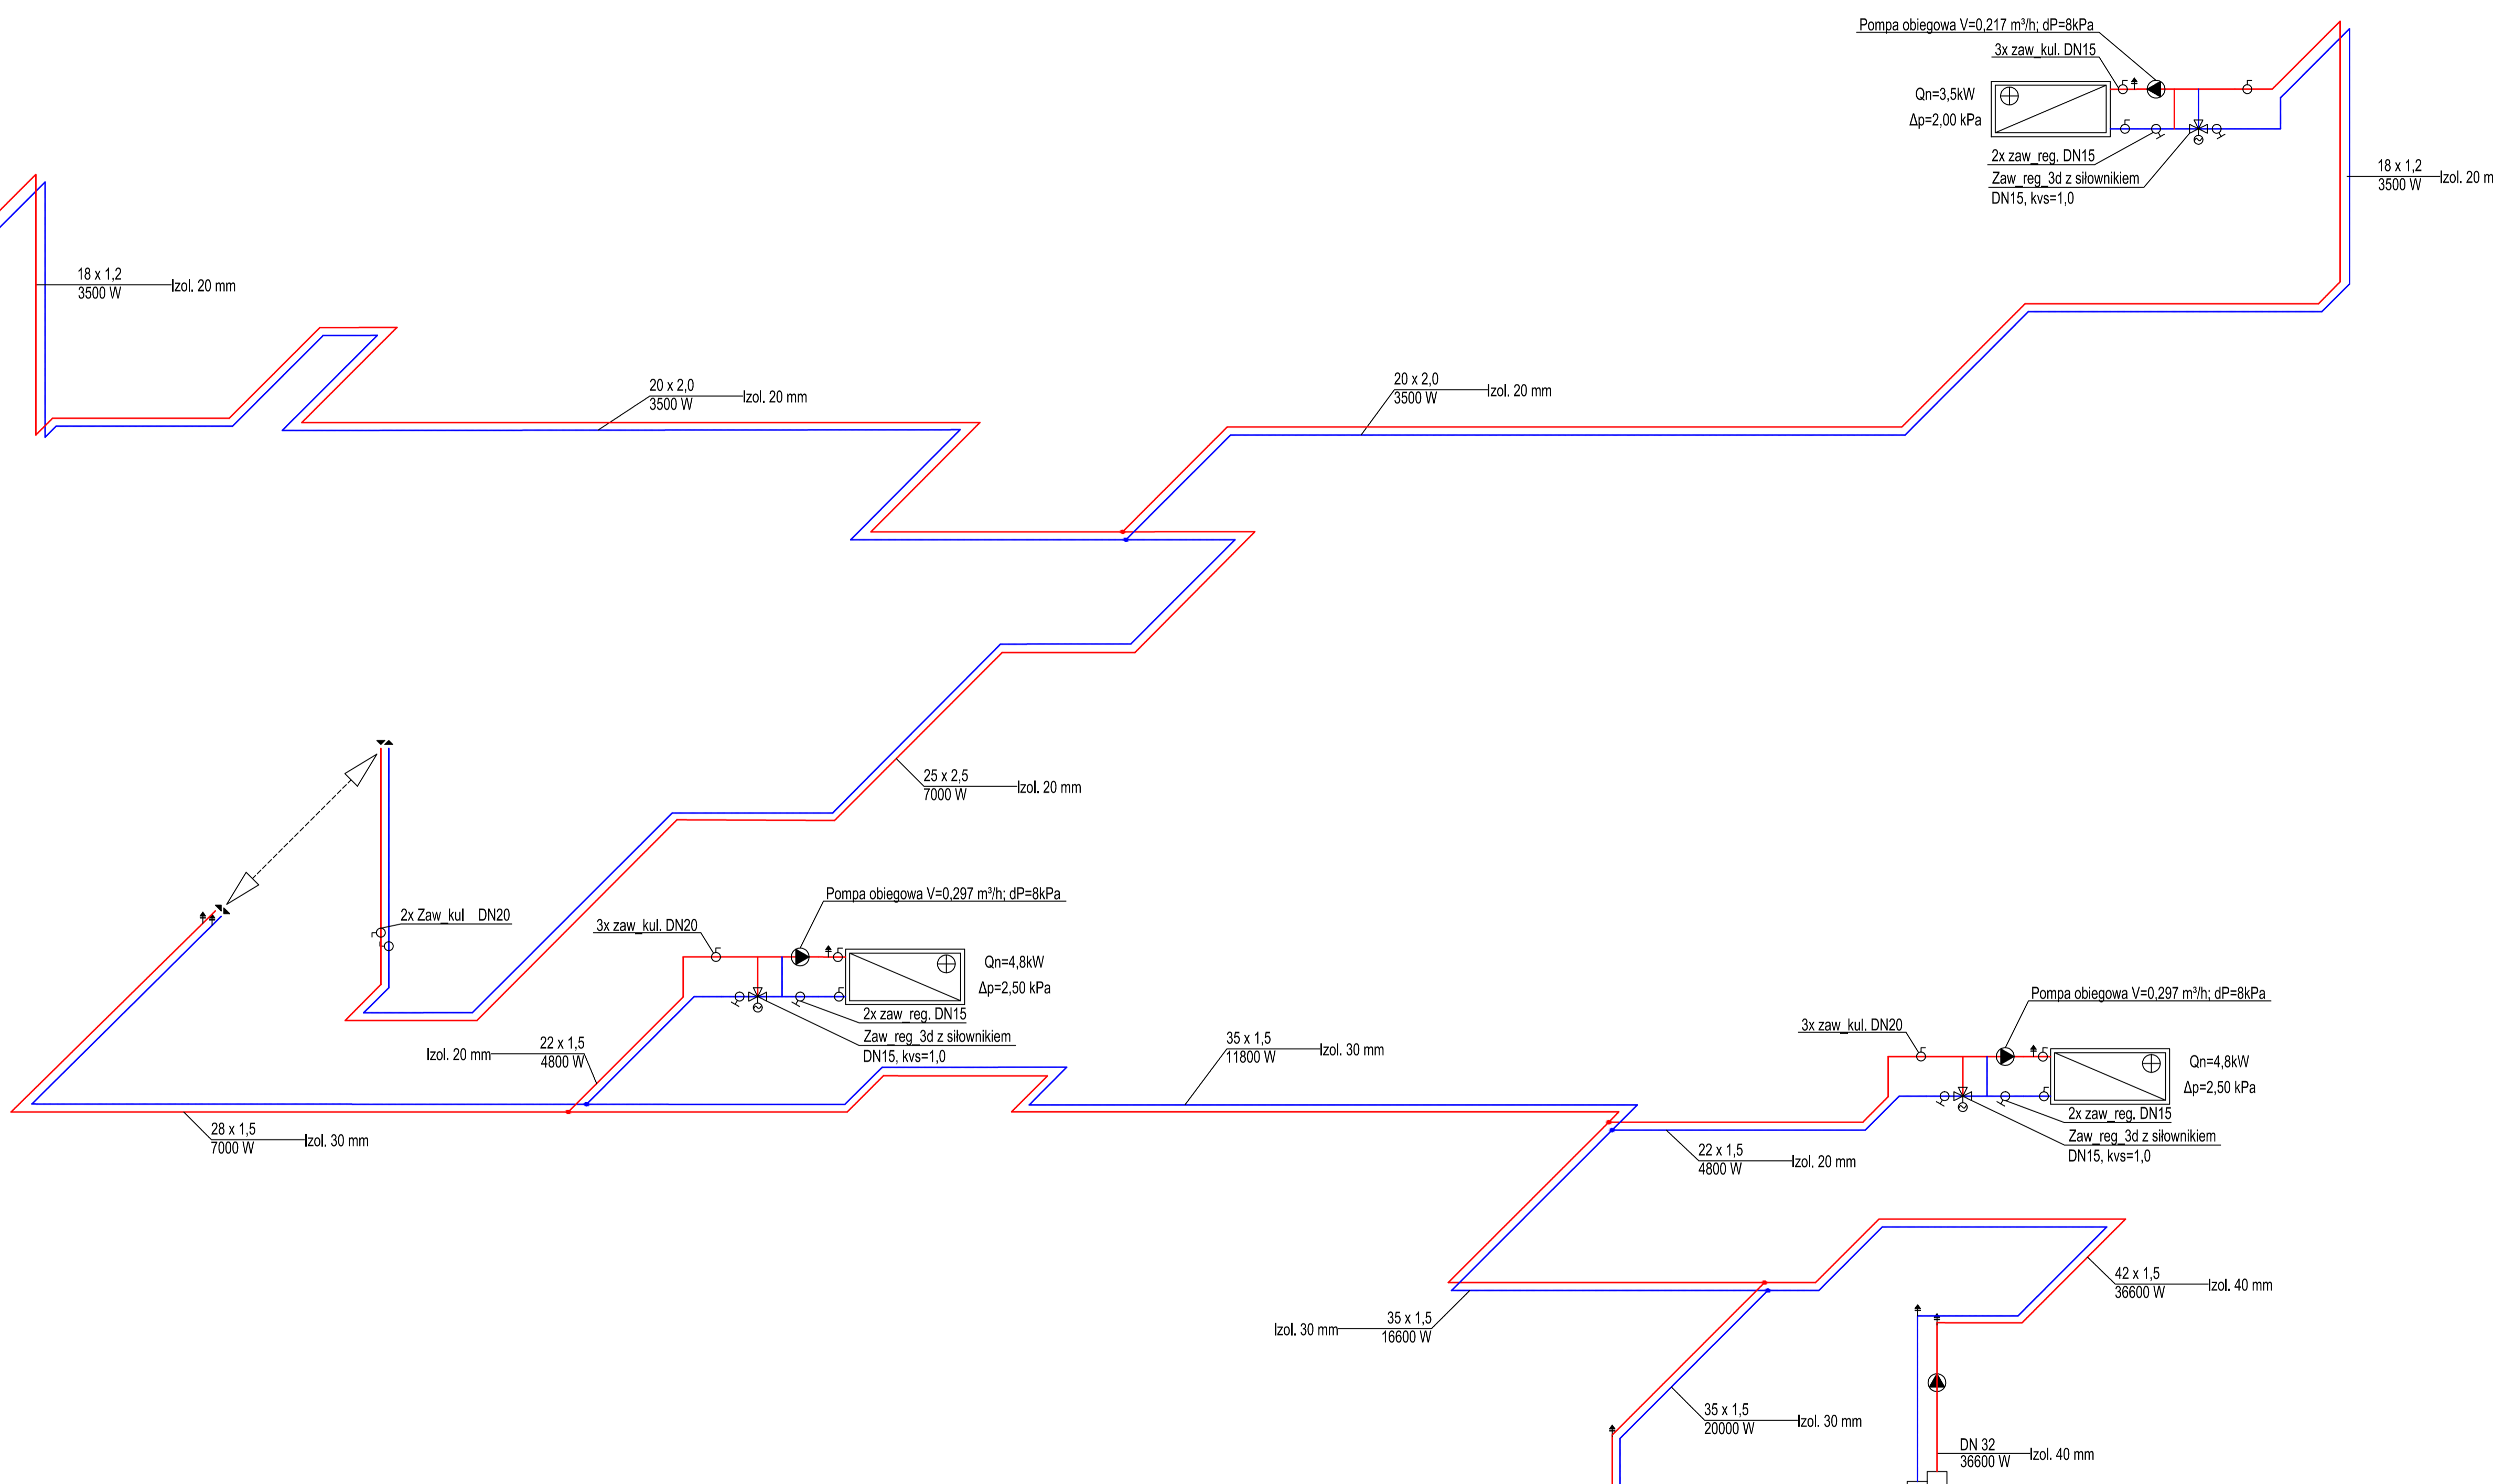 Pompa obiegowa V=0,217 m³/h; dP=8kPa
3x zaw_kul. DN15
Qn=3,5kW
Δp=2,00 kPa
2x zaw_reg. DN15
Zaw_reg_3d z siłownikiem
DN15, kvs=1,0
18 x 1,2
3500 W
Izol. 20 m
18 x 1,2
3500 W
Izol. 20 mm
20 x 2,0
3500 W
Izol. 20 mm
20 x 2,0
3500 W
Izol. 20 mm
25 x 2,5
7000 W
Izol. 20 mm
2x Zaw_kul DN20
Pompa obiegowa V=0,297 m³/h; dP=8kPa
3x zaw_kul. DN20
Qn=4,8kW
Δp=2,50 kPa
2x zaw_reg. DN15
Zaw_reg_3d z siłownikiem
DN15, kvs=1,0
Izol. 20 mm
22 x 1,5
4800 W
28 x 1,5
7000 W
Izol. 30 mm
35 x 1,5
11800 W
Izol. 30 mm
Pompa obiegowa V=0,297 m³/h; dP=8kPa
3x zaw_kul. DN20
Qn=4,8kW
Δp=2,50 kPa
2x zaw_reg. DN15
Zaw_reg_3d z siłownikiem
DN15, kvs=1,0
22 x 1,5
4800 W
Izol. 20 mm
42 x 1,5
36600 W
Izol. 40 mm
Izol. 30 mm
35 x 1,5
16600 W
35 x 1,5
20000 W
Izol. 30 mm
DN 32
36600 W
Izol. 40 mm